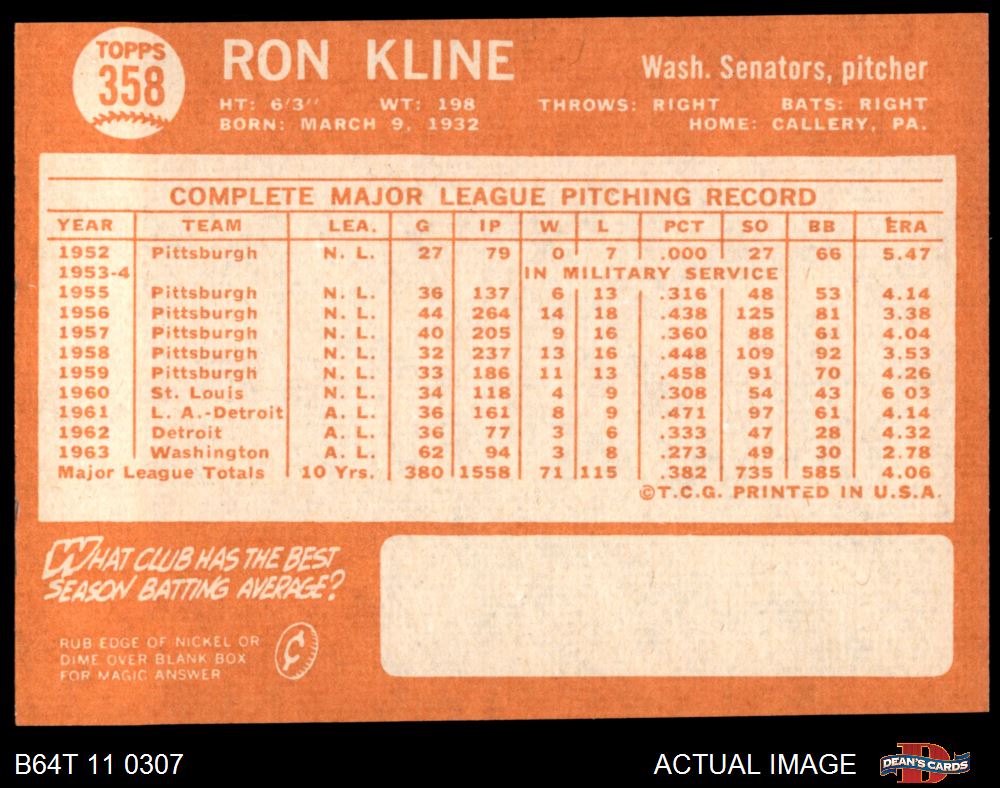 TOPPS
358
RON KLINE
Wash. Senators, pitcher
HT: 6'3" WT: 198 THROWS: RIGHT BATS: RIGHT
BORN: MARCH 9, 1932 HOME: CALLERY, PA.
COMPLETE MAJOR LEAGUE PITCHING RECORD
YEAR TEAM LEA. G IP W L PCT SO BB ERA
1952 Pittsburgh N. L. 27 79 0 7 .000 27 66 5.47
1953-4 IN MILITARY SERVICE
1955 Pittsburgh N. L. 36 137 6 13 .316 48 53 4.14
1956 Pittsburgh N. L. 44 264 14 18 .438 125 81 3.38
1957 Pittsburgh N. L. 40 205 9 16 .360 88 61 4.04
1958 Pittsburgh N. L. 32 237 13 16 .448 109 92 3.53
1959 Pittsburgh N. L. 33 186 11 13 .458 91 70 4.26
1960 St. Louis N. L. 34 118 4 9 .308 54 43 6 03
1961 L. A.-Detroit A. L. 36 161 8 9 .471 97 61 4.14
1962 Detroit A. L. 36 77 3 6 .333 47 28 4.32
1963 Washington A. L. 62 94 3 8 .273 49 30 2.78
Major League Totals 10 Yrs. 380 1558 71 115 .382 735 585 4.06
©T.C.G. PRINTED IN U.S.A.
WHAT CLUB HAS THE BEST
SEASON BATTING AVERAGE?
RUB EDGE OF NICKEL OR
DIME OVER BLANK BOX
FOR MAGIC ANSWER
¢
B64T 11 0307 ACTUAL IMAGE
D
DEAN'S CARDS